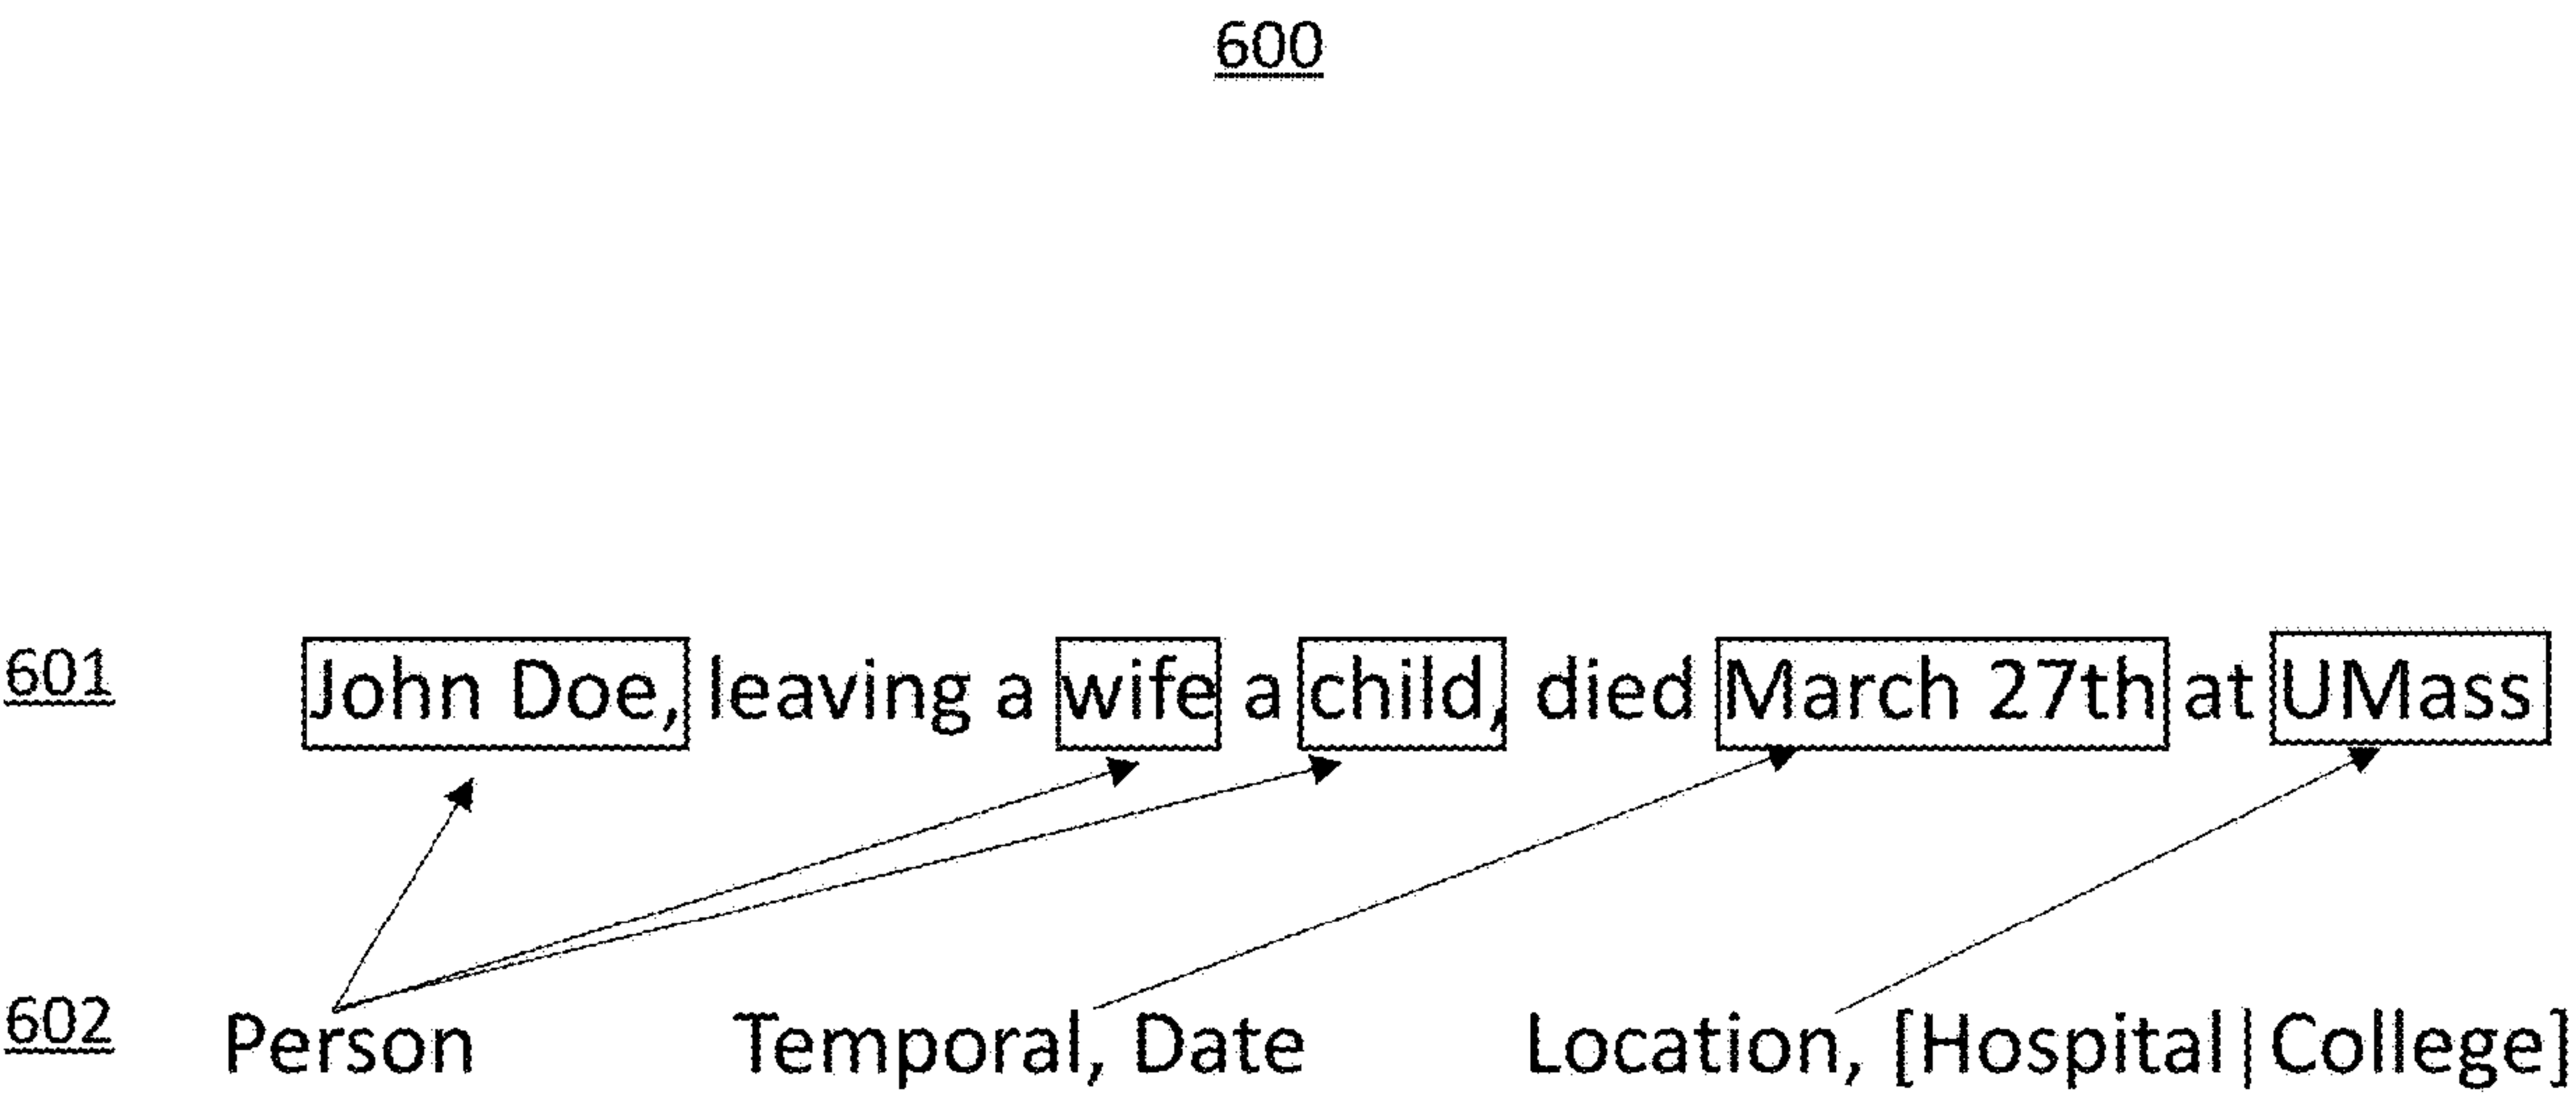 600
601 John Doe, leaving a wife a child, died March 27th at UMass
602 Person Temporal, Date Location, [Hospital|College]